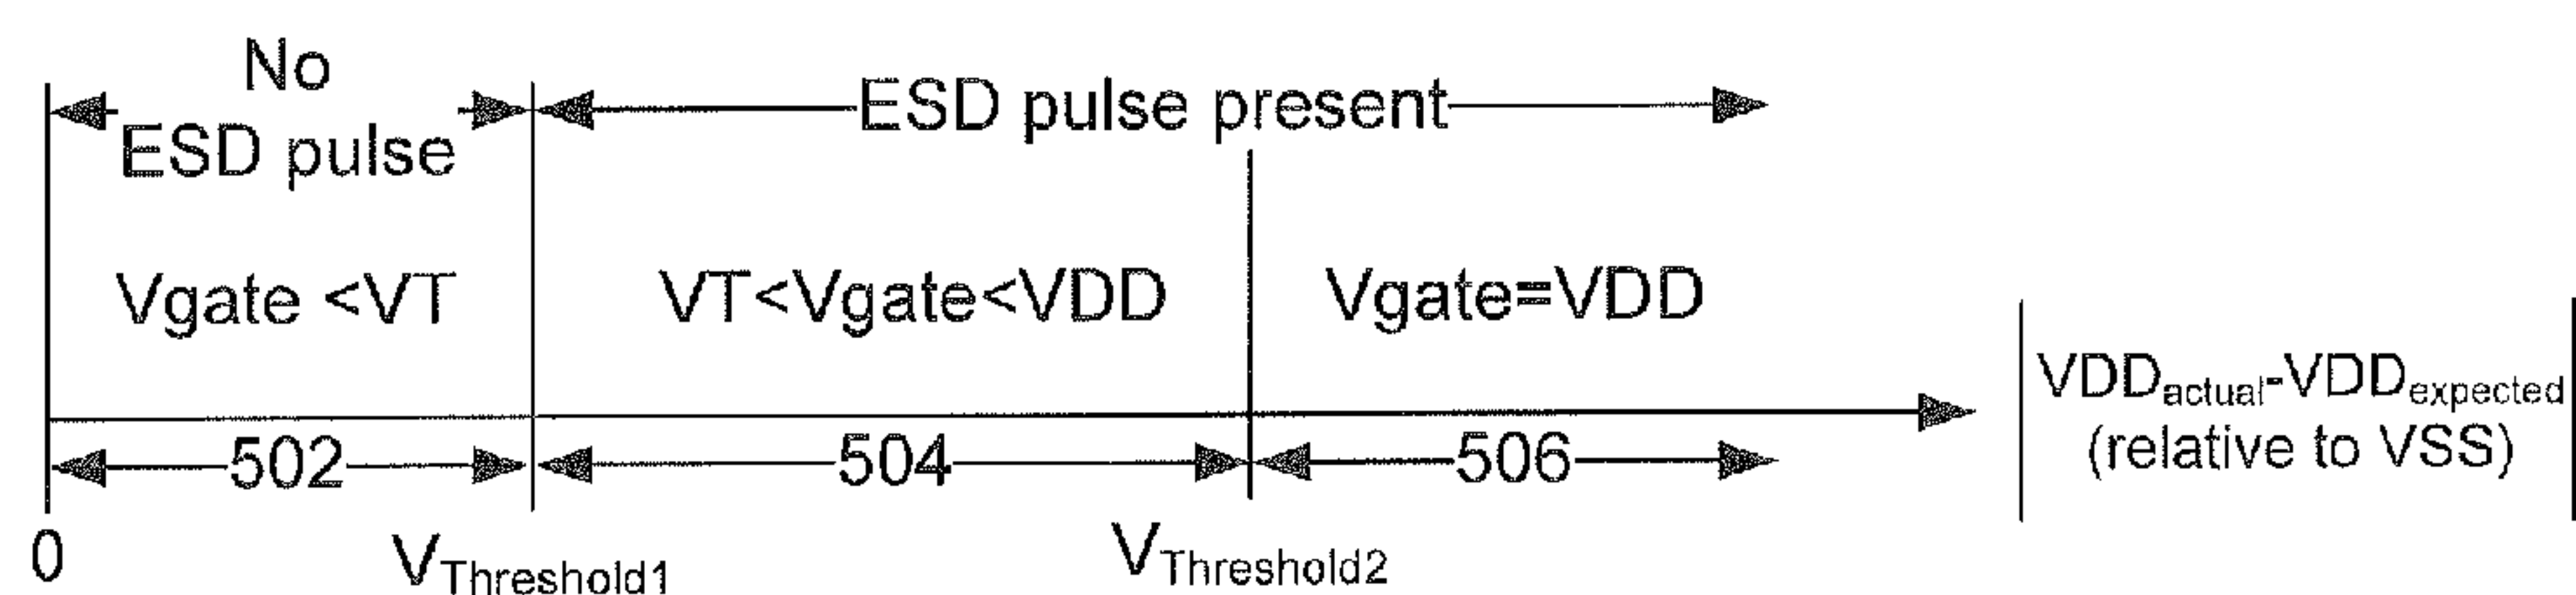 No
ESD pulse
ESD pulse present
Vgate <VT
VT<Vgate<VDD
Vgate=VDD
VDDactual-VDDexpected
(relative to VSS)
502
504
506
0
VThreshold1
VThreshold2